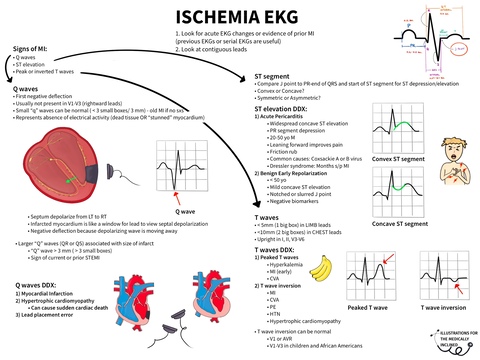 ISCHEMIA EKG
1. Look for acute EKG changes or evidence of prior MI
(previous EKGs or serial EKGs are useful)
2. Look at contiguous leads
Signs of MI:
• Q waves
• ST elevation
• Peak or inverted T waves
Q waves
• First negative deflection
• Usually not present in V1-V3 (rightward leads)
• Small "q" waves can be normal ( < 3 small boxes/ 3 mm) - old MI if no sxs
• Represents absence of electrical activity (dead tissue OR "stunned" myocardium)
Q wave
• Septum depolarize from LT to RT
• Infarcted myocardium is like a window for lead to view septal depolarization
• Negative deflection because depolarizing wave is moving away
• Larger "Q" waves (QR or QS) associated with size of infarct
• "Q" wave > 3 mm ( > 3 small boxes)
• Sign of current or prior STEMI
Q waves DDX:
1) Myocardial Infarction
2) Hypertrophic cardiomyopathy
• Can cause sudden cardiac death
3) Lead placement error
ST segment
• Compare J point to PR-end of QRS and start of ST segment for ST depression/elevation
• Convex or Concave?
• Symmetric or Asymmetric?
ST elevation DDX:
1) Acute Pericarditis
• Widespread concave ST elevation
• PR segment depression
• 20-50 yo M
• Leaning forward improves pain
• Friction rub
• Common causes: Coxsackie A or B virus
• Dressler syndrome: Months s/p MI
2) Benign Early Repolarization
• < 50 yo
• Mild concave ST elevation
• Notched or slurred J point
• Negative biomarkers
Convex ST segment
Concave ST segment
T waves
• < 5mm (1 big box) in LIMB leads
• <10mm (2 big boxes) in CHEST leads
• Upright in I, II, V3-V6
T waves DDX:
1) Peaked T waves
• Hyperkalemia
• MI (early)
• CVA
2) T wave inversion
• MI
• CVA
• PE
• HTN
• Hypertrophic cardiomyopathy
• T wave inversion can be normal
• V2 or AVR
• V1-V3 in children and African Americans
Peaked T wave
T wave inversion
ILLUSTRATIONS FOR
THE MEDICALLY
INCLINED